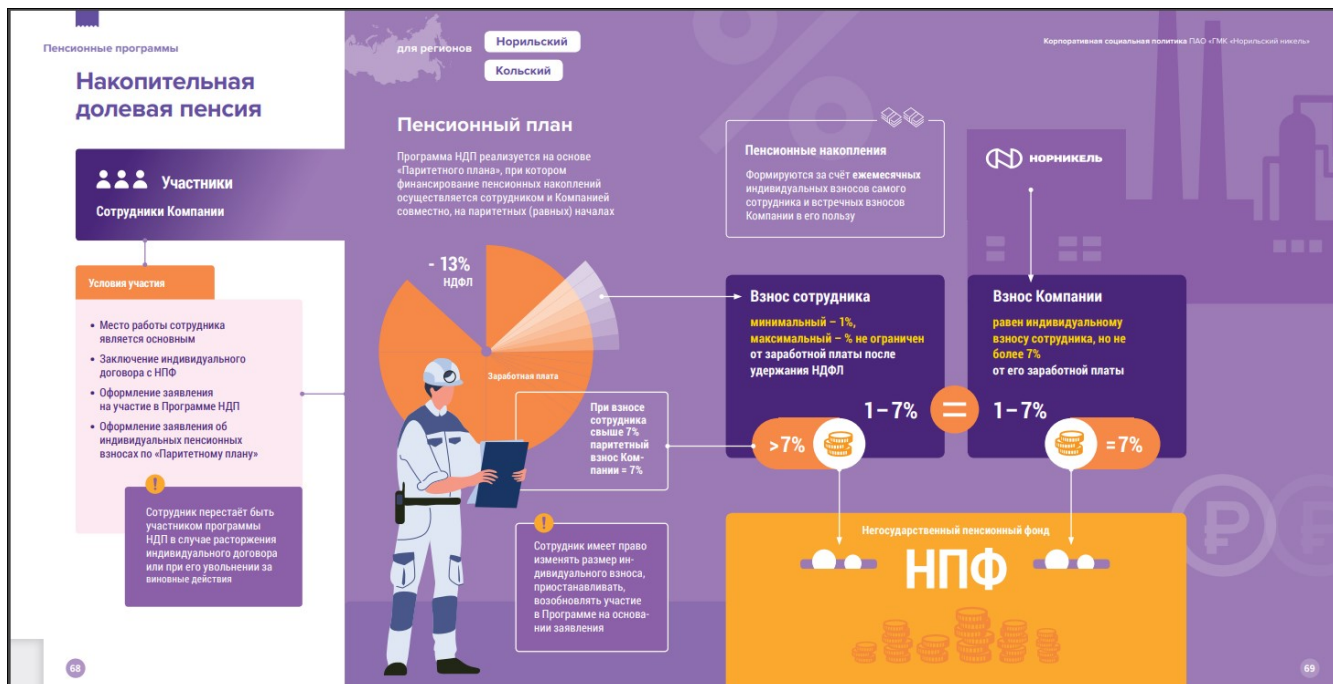 Пенсионные программы
Накопительная
долевая пенсия
Участники
Сотрудники Компании
Условия участия
• Место работы сотрудника
является основным
• Заключение индивидуального
договора с НПФ
• Оформление заявления
на участие в Программе НДП
• Оформление заявления об
индивидуальных пенсионных
взносах по «Паритетному плану»
!
Сотрудник перестаёт быть
участником программы
НДП в случае расторжения
индивидуального договора
или при его увольнении за
виновные действия
68
для регионов
Норильский
Кольский
Корпоративная социальная политика ПАО «ГМК «Норильский никель»
%
Пенсионный план
Программа НДП реализуется на основе
«Паритетного плана», при котором
финансирование пенсионных накоплений
осуществляется сотрудником и Компанией
совместно, на паритетных (равных) началах
- 13%
НДФЛ
Заработная плата
При взносе
сотрудника
свыше 7%
паритетный
взнос Ком-
пании = 7%
!
Сотрудник имеет право
изменять размер ин-
дивидуального взноса,
приостанавливать,
возобновлять участие
в Программе на основа-
нии заявления
Пенсионные накопления
Формируются за счёт ежемесячных
индивидуальных взносов самого
сотрудника и встречных взносов
Компании в его пользу
НОРНИКЕЛЬ
Взнос сотрудника
минимальный – 1%,
максимальный – % не ограничен
от заработной платы после
удержания НДФЛ
1–7%
>7%
=
Взнос Компании
равен индивидуальному
взносу сотрудника, но не
более 7%
от его заработной платы
1–7%
=7%
Негосударственный пенсионный фонд
НПФ
₽ ₽
69